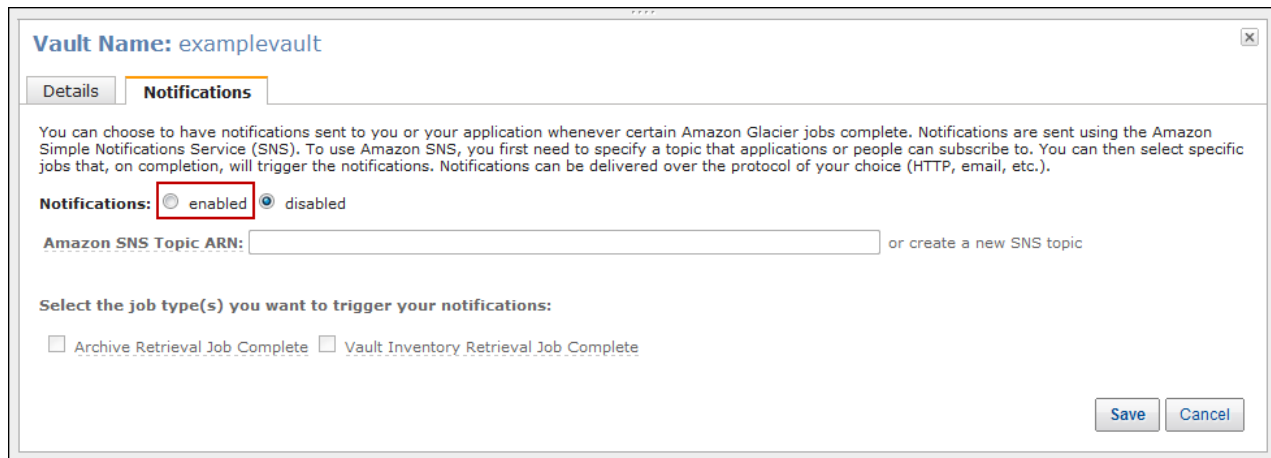 Vault Name: examplevault
Details Notifications
You can choose to have notifications sent to you or your application whenever certain Amazon Glacier jobs complete. Notifications are sent using the Amazon
Simple Notifications Service (SNS). To use Amazon SNS, you first need to specify a topic that applications or people can subscribe to. You can then select specific
jobs that, on completion, will trigger the notifications. Notifications can be delivered over the protocol of your choice (HTTP, email, etc.).
Notifications: enabled disabled
Amazon SNS Topic ARN: or create a new SNS topic
Select the job type(s) you want to trigger your notifications:
Archive Retrieval Job Complete Vault Inventory Retrieval Job Complete
Save Cancel